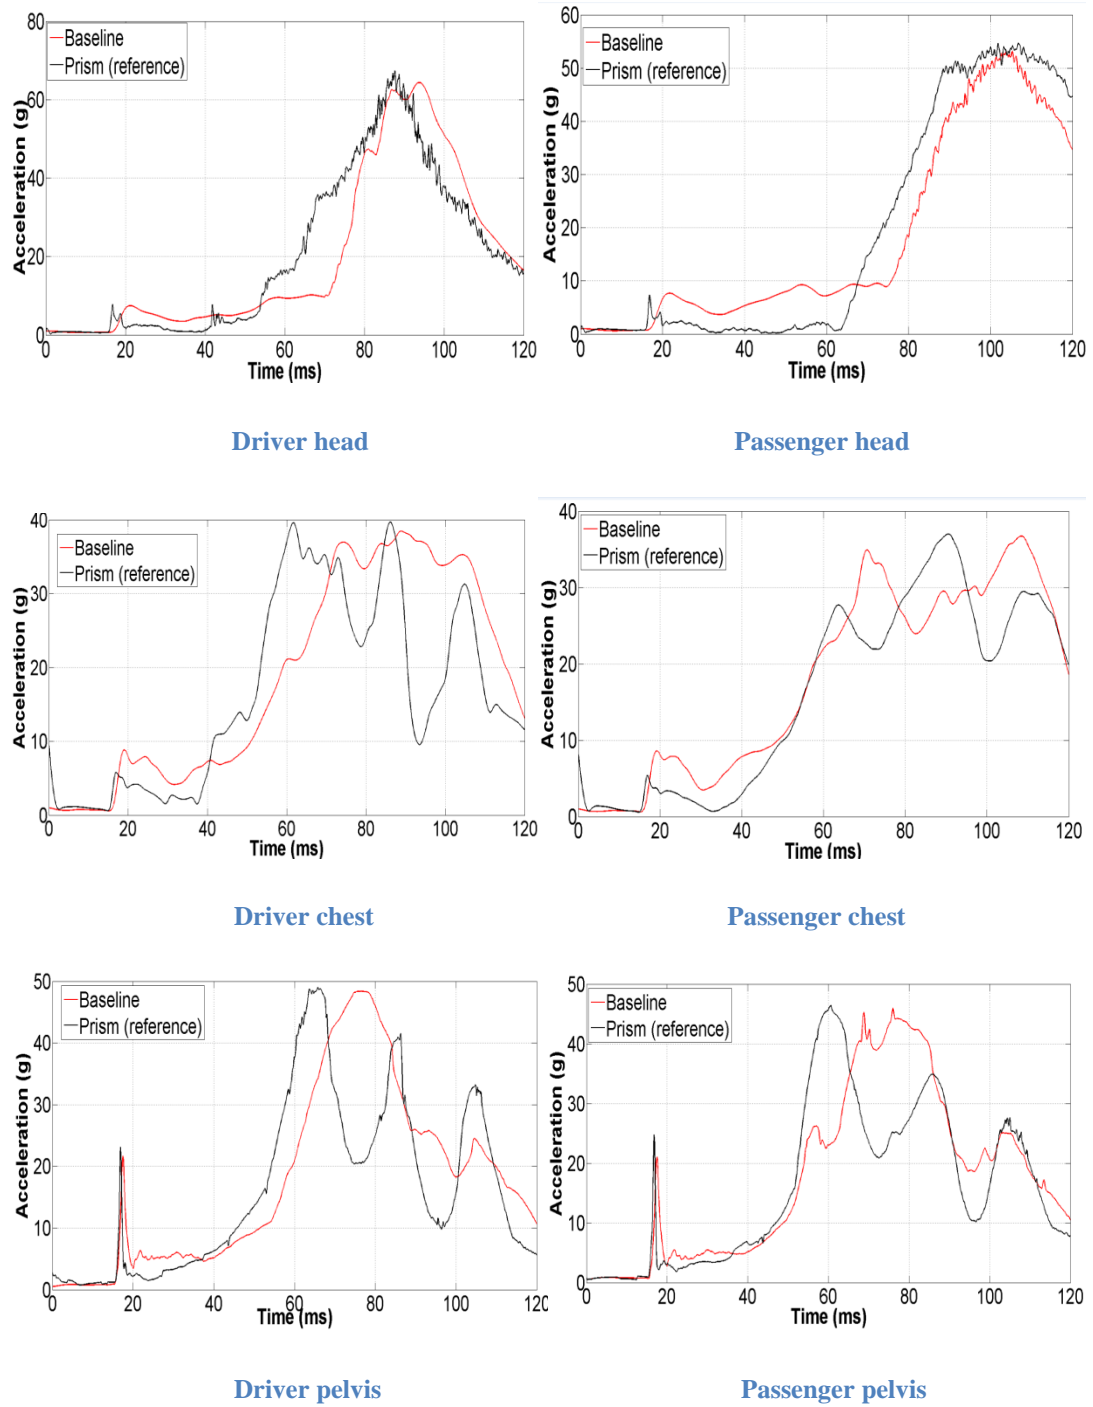 80
60
40
20
0
Acceleration (g)
Baseline
Prism (reference)
0 20 40 60 80 100 120
Time (ms)
60
50
40
30
20
10
0
Acceleration (g)
Baseline
Prism (reference)
0 20 40 60 80 100 120
Time (ms)
Driver head
Passenger head
40
30
20
10
0
Acceleration (g)
Baseline
Prism (reference)
0 20 40 60 80 100 120
Time (ms)
40
30
20
10
0
Acceleration (g)
Baseline
Prism (reference)
0 20 40 60 80 100 120
Time (ms)
Driver chest
Passenger chest
50
40
30
20
10
0
Acceleration (g)
Baseline
Prism (reference)
0 20 40 60 80 100 120
Time (ms)
50
40
30
20
10
0
Acceleration (g)
Baseline
Prism (reference)
0 20 40 60 80 100 120
Time (ms)
Driver pelvis
Passenger pelvis